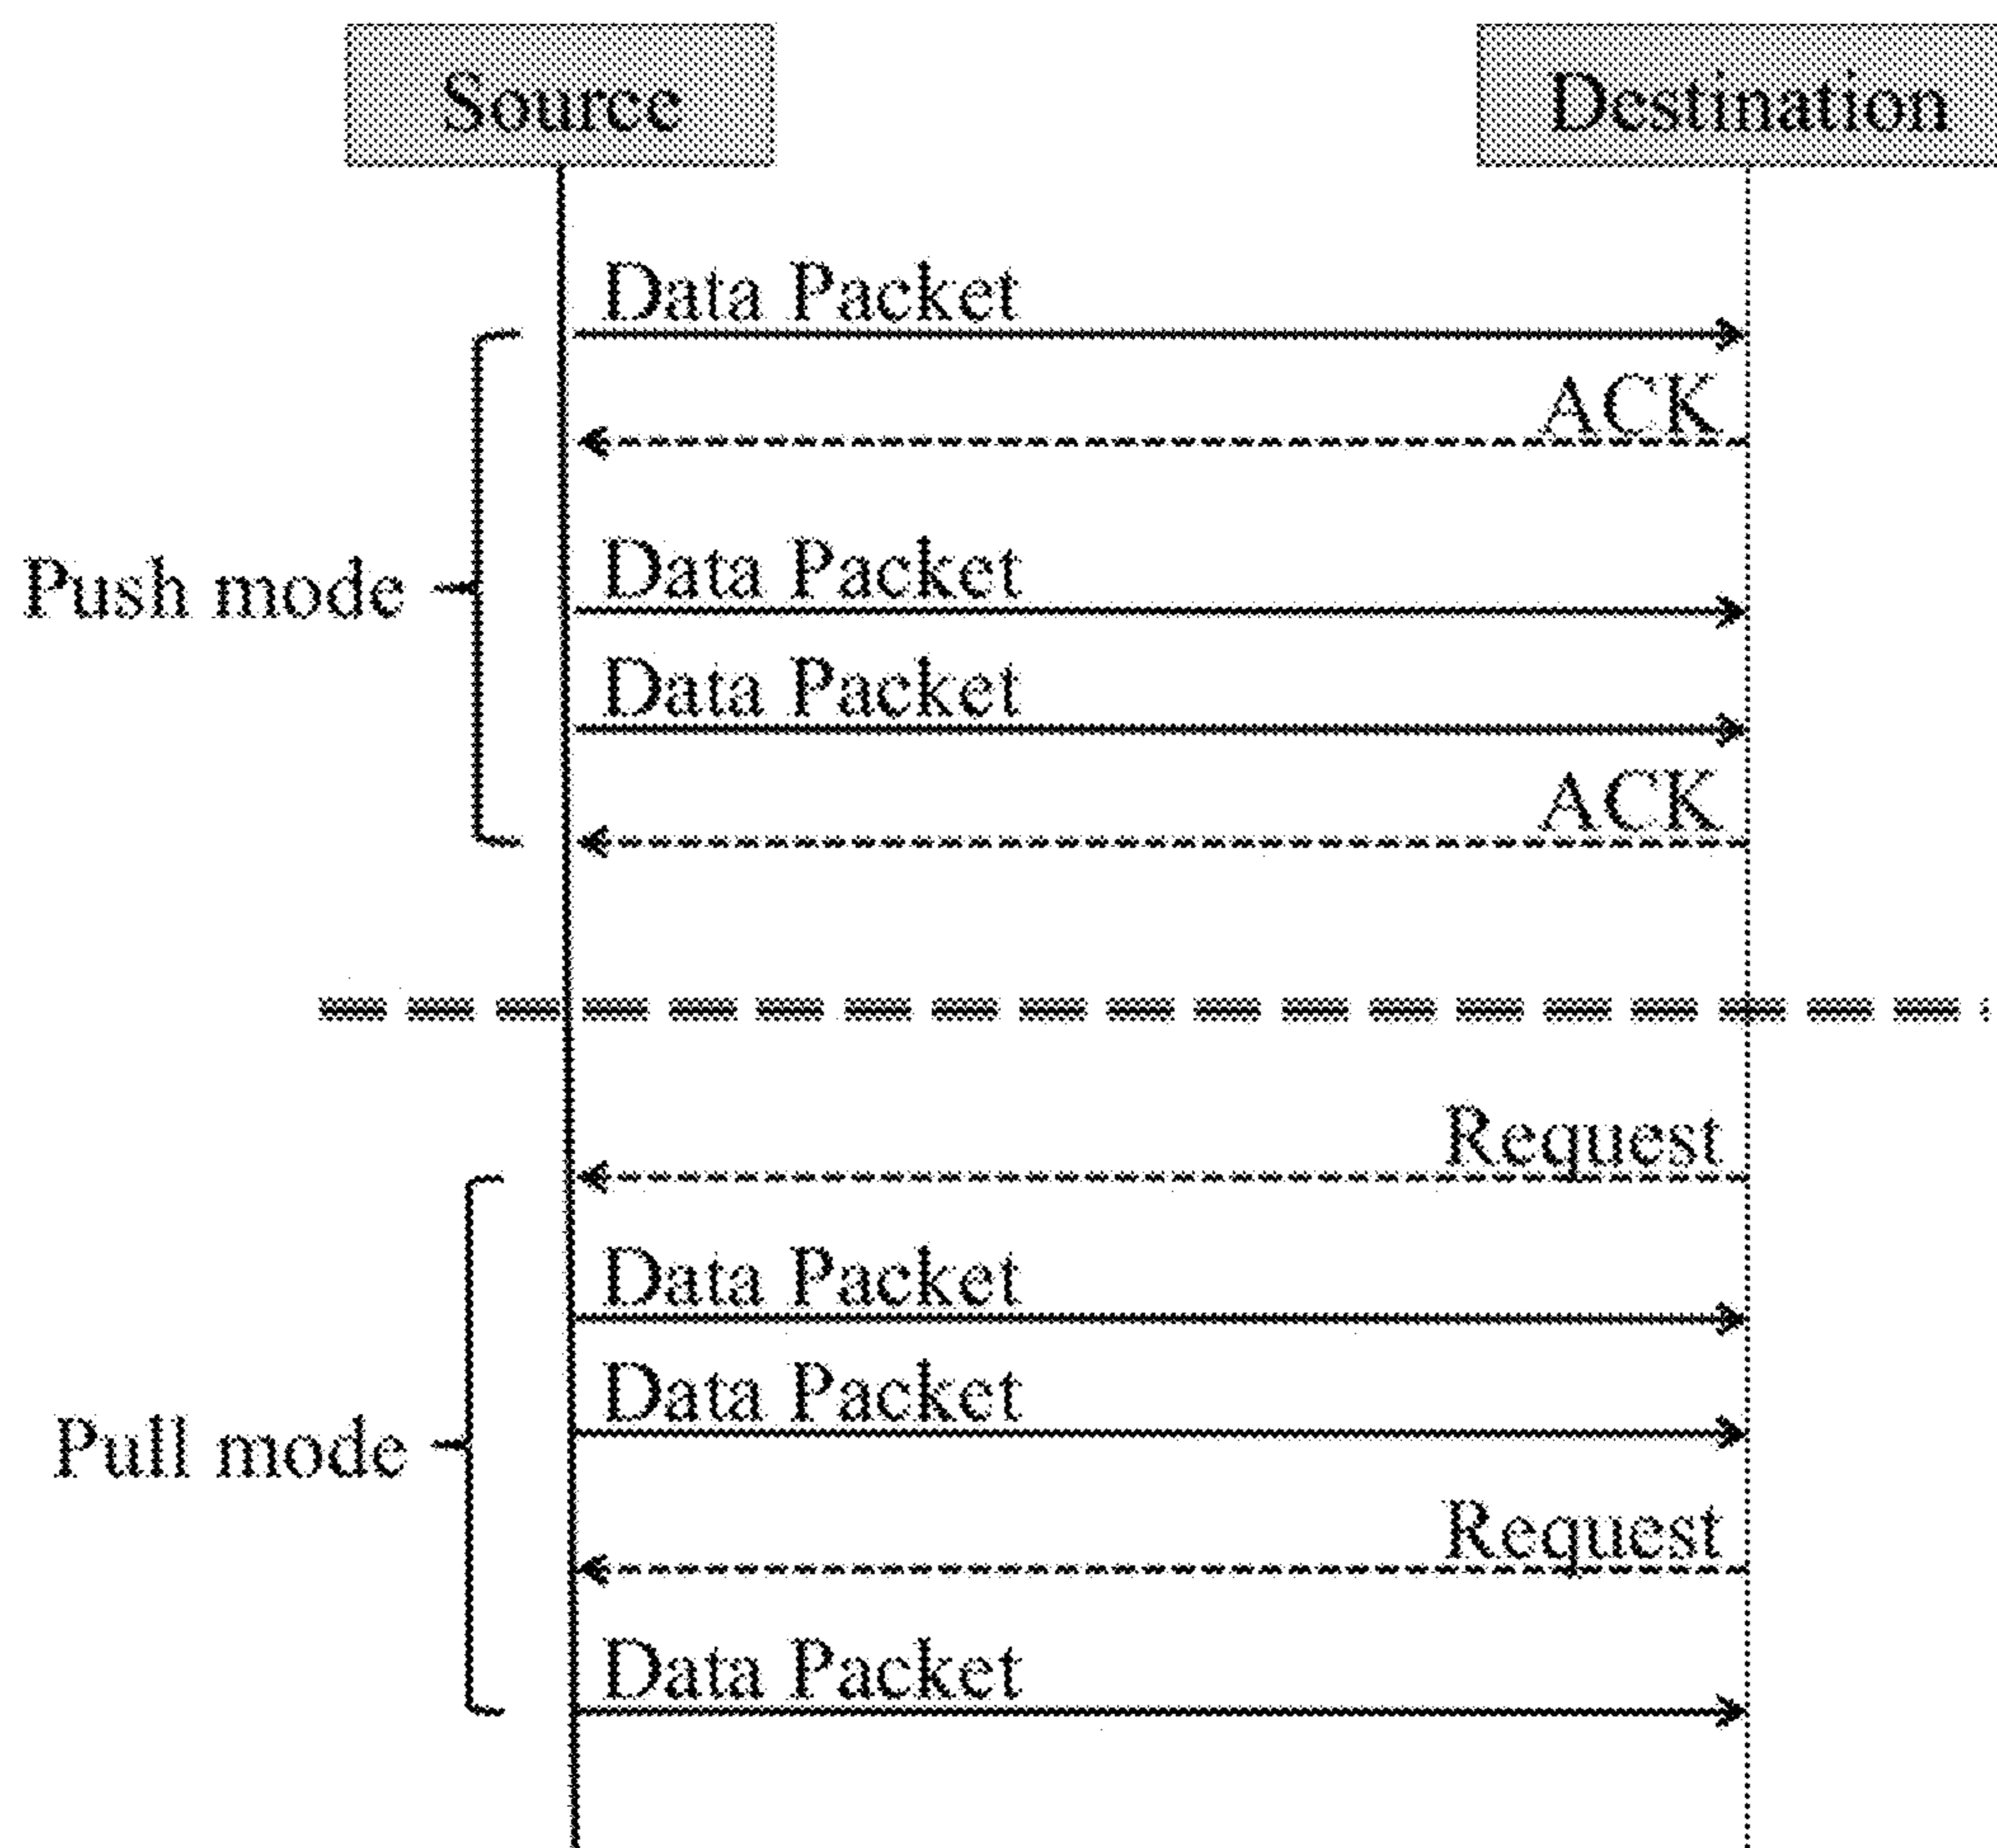 Source
Destination
Data Packet
ACK
Push mode
Data Packet
Data Packet
ACK
Request
Data Packet
Data Packet
Pull mode
Request
Data Packet